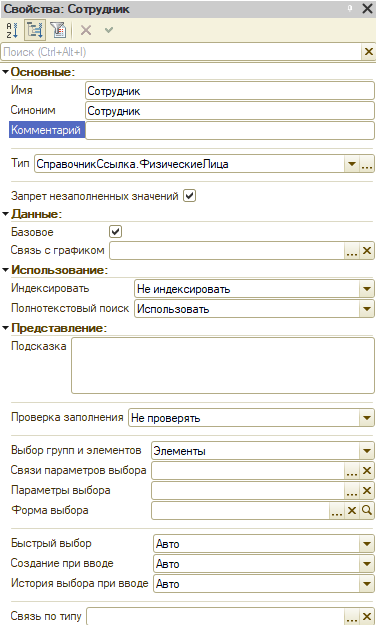 Свойства: Сотрудник
Поиск (Ctrl+Alt+I)
Основные:
Имя Сотрудник
Синоним Сотрудник
Комментарий
Тип СправочникСсылка.ФизическиеЛица
Запрет незаполненных значений
Данные:
Базовое
Связь с графиком
Использование:
Индексировать Не индексировать
Полнотекстовый поиск Использовать
Представление:
Подсказка
Проверка заполнения Не проверять
Выбор групп и элементов Элементы
Связи параметров выбора
Параметры выбора
Форма выбора
Быстрый выбор Авто
Создание при вводе Авто
История выбора при вводе Авто
Связь по типу